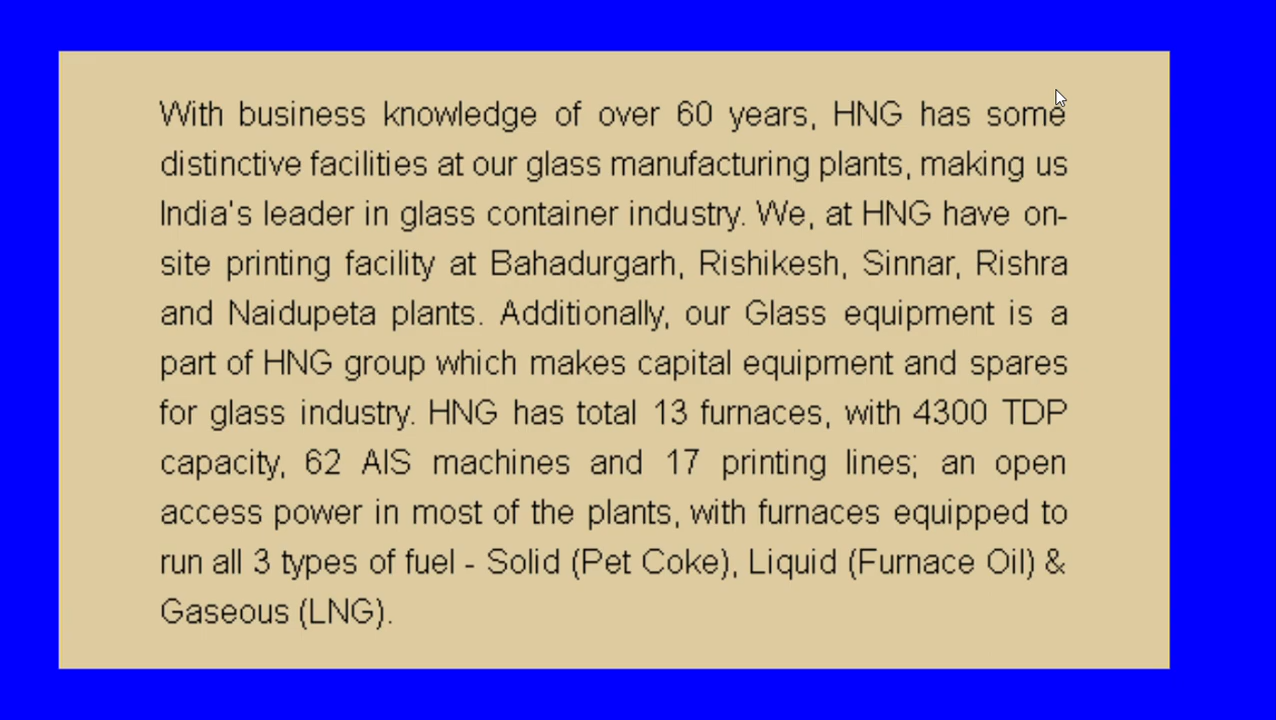 With business knowledge of over 60 years, HNG has some
distinctive facilities at our glass manufacturing plants, making us
India's leader in glass container industry. We, at HNG have on-
site printing facility at Bahadurgarh, Rishikesh, Sinnar, Rishra
and Naidupeta plants. Additionally, our Glass equipment is a
part of HNG group which makes capital equipment and spares
for glass industry. HNG has total 13 furnaces, with 4300 TDP
capacity, 62 AIS machines and 17 printing lines; an open
access power in most of the plants, with furnaces equipped to
run all 3 types of fuel - Solid (Pet Coke), Liquid (Furnace Oil) &
Gaseous (LNG).